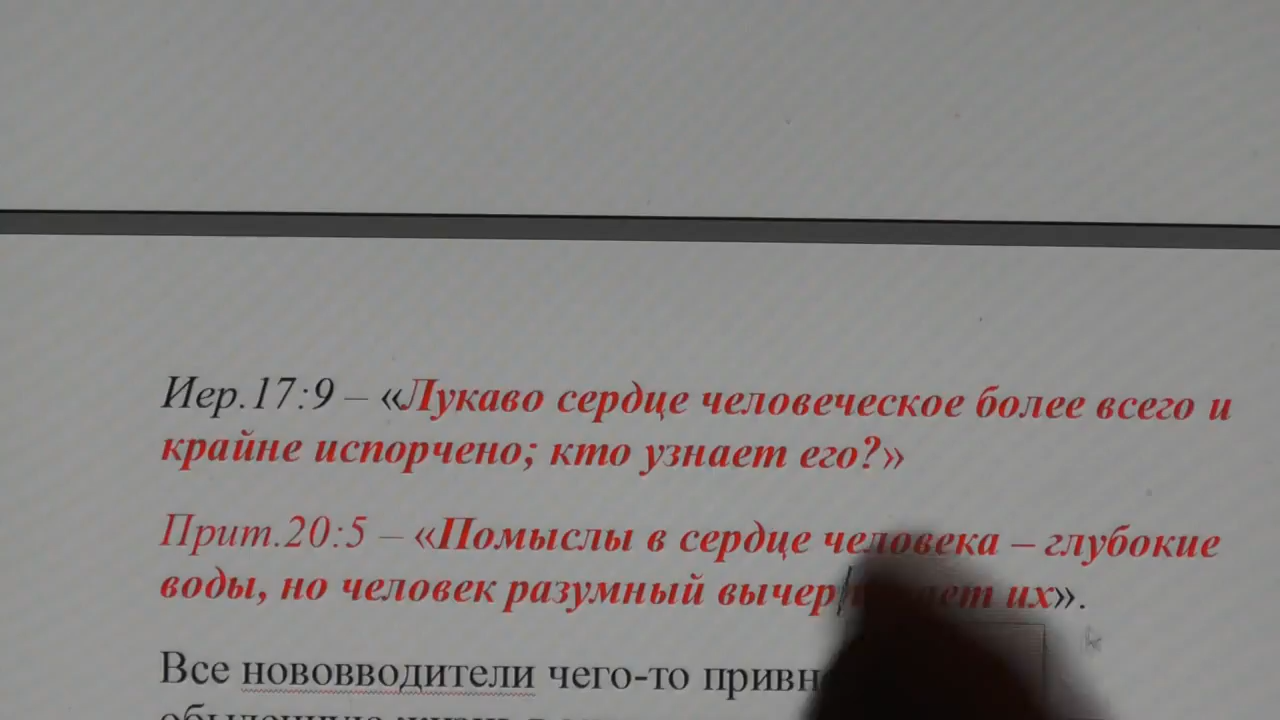 Иер.17:9 – «Лукаво сердце человеческое более всего и
крайне испорчено; кто узнает его?»
Прит.20:5 – «Помыслы в сердце человека – глубокие
воды, но человек разумный вычерпывает их».
Все нововводители чего-то